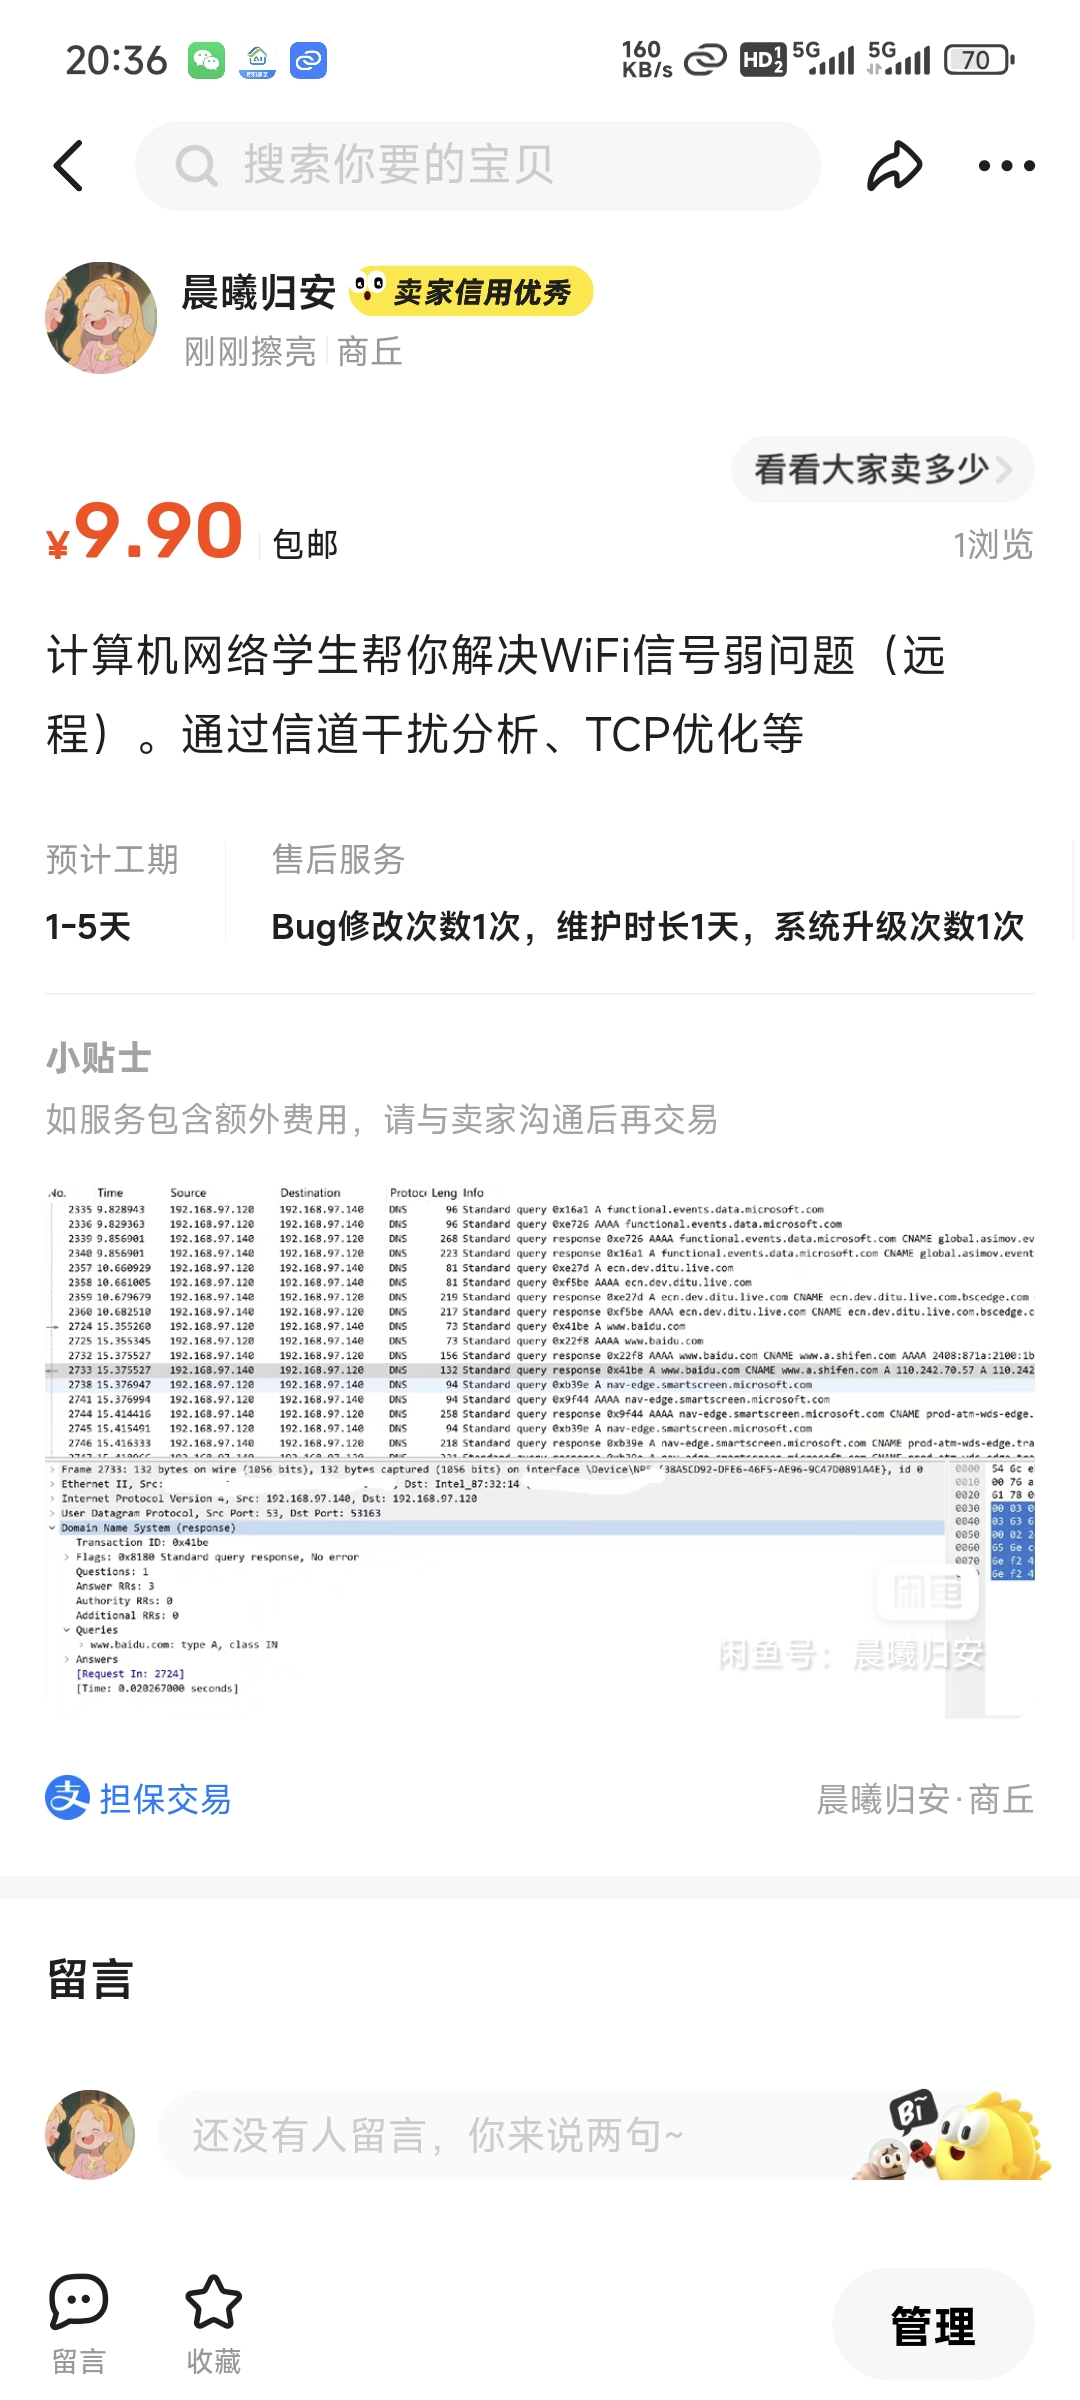 20:36
160 KB/s HD 1 2 5G 5G 70
搜索你要的宝贝
晨曦归安 卖家信用优秀
刚刚擦亮 商丘
看看大家卖多少
¥9.90 包邮
1浏览
计算机网络学生帮你解决WiFi信号弱问题（远
程）。通过信道干扰分析、TCP优化等
预计工期 售后服务
1-5天 Bug修改次数1次，维护时长1天，系统升级次数1次
小贴士
如服务包含额外费用，请与卖家沟通后再交易
No. Time Source Destination Protoc Leng Info
2335 9.828943 192.168.97.120 192.168.97.140 DNS 96 Standard query 0x16a1 A functional.events.data.microsoft.com
2336 9.829363 192.168.97.120 192.168.97.140 DNS 96 Standard query 0xe726 AAAA functional.events.data.microsoft.com
2339 9.856901 192.168.97.140 192.168.97.120 DNS 268 Standard query response 0xe726 AAAA functional.events.data.microsoft.com CNAME global.asimov.ev
2340 9.856901 192.168.97.140 192.168.97.120 DNS 223 Standard query response 0x16a1 A functional.events.data.microsoft.com CNAME global.asimov.event
2357 10.660929 192.168.97.120 192.168.97.140 DNS 81 Standard query 0xe27d A ecn.dev.ditu.live.com
2358 10.661005 192.168.97.120 192.168.97.140 DNS 81 Standard query 0xf5be AAAA ecn.dev.ditu.live.com
2359 10.679679 192.168.97.140 192.168.97.120 DNS 219 Standard query response 0xe27d A ecn.dev.ditu.live.com CNAME ecn.dev.ditu.live.com.bscedge.com
2360 10.682510 192.168.97.140 192.168.97.120 DNS 217 Standard query response 0xf5be AAAA ecn.dev.ditu.live.com CNAME ecn.dev.ditu.live.com.bscedge.c
2724 15.355260 192.168.97.120 192.168.97.140 DNS 73 Standard query 0x41be A www.baidu.com
2725 15.355345 192.168.97.120 192.168.97.140 DNS 73 Standard query 0x22f8 AAAA www.baidu.com
2732 15.375527 192.168.97.140 192.168.97.120 DNS 156 Standard query response 0x22f8 AAAA www.baidu.com CNAME www.a.shifen.com AAAA 2408:871a:2100:1b
2733 15.375527 192.168.97.140 192.168.97.120 DNS 132 Standard query response 0x41be A www.baidu.com CNAME www.a.shifen.com A 110.242.70.57 A 110.242
2738 15.376947 192.168.97.120 192.168.97.140 DNS 94 Standard query 0xb39e A nav-edge.smartscreen.microsoft.com
2741 15.376994 192.168.97.120 192.168.97.140 DNS 94 Standard query 0x9f44 AAAA nav-edge.smartscreen.microsoft.com
2744 15.414416 192.168.97.140 192.168.97.120 DNS 258 Standard query response 0x9f44 AAAA nav-edge.smartscreen.microsoft.com CNAME prod-atm-wds-edge.
2745 15.415491 192.168.97.120 192.168.97.140 DNS 94 Standard query 0xb39e A nav-edge.smartscreen.microsoft.com
2746 15.416333 192.168.97.140 192.168.97.120 DNS 218 Standard query response 0xb39e A nav-edge.smartscreen.microsoft.com CNAME prod-atm-wds-edge.tra
Frame 2733: 132 bytes on wire (1056 bits), 132 bytes captured (1056 bits) on interface \Device\NPF_{38A5CD92-DFE6-46F5-AE96-9C47D0891A4E}, id 0
Ethernet II, Src: , Dst: Intel_87:32:14
Internet Protocol Version 4, Src: 192.168.97.140, Dst: 192.168.97.120
User Datagram Protocol, Src Port: 53, Dst Port: 53163
Domain Name System (response)
Transaction ID: 0x41be
Flags: 0x8180 Standard query response, No error
Questions: 1
Answer RRs: 3
Authority RRs: 0
Additional RRs: 0
Queries
www.baidu.com: type A, class IN
Answers
[Request In: 2724]
[Time: 0.020267000 seconds]
0000 54 6c e
0010 00 76 a
0020 61 78 0
0030 00 03 0
0040 03 63 6
0050 00 02 2
0060 65 6e c
0070 6e f2 4
6e f2 4
闲鱼
闲鱼号：晨曦归安
支 担保交易
晨曦归安·商丘
留言
还没有人留言，你来说两句~
Bi~
留言 收藏 管理